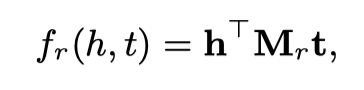 f_r(h, t) = h^⊤ M_r t,